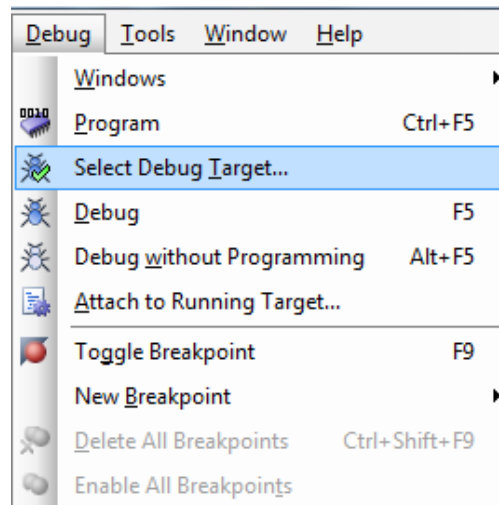 Debug Tools Window Help
Windows
0010
Program Ctrl+F5
Select Debug Target...
Debug F5
Debug without Programming Alt+F5
Attach to Running Target...
Toggle Breakpoint F9
New Breakpoint
Delete All Breakpoints Ctrl+Shift+F9
Enable All Breakpoints